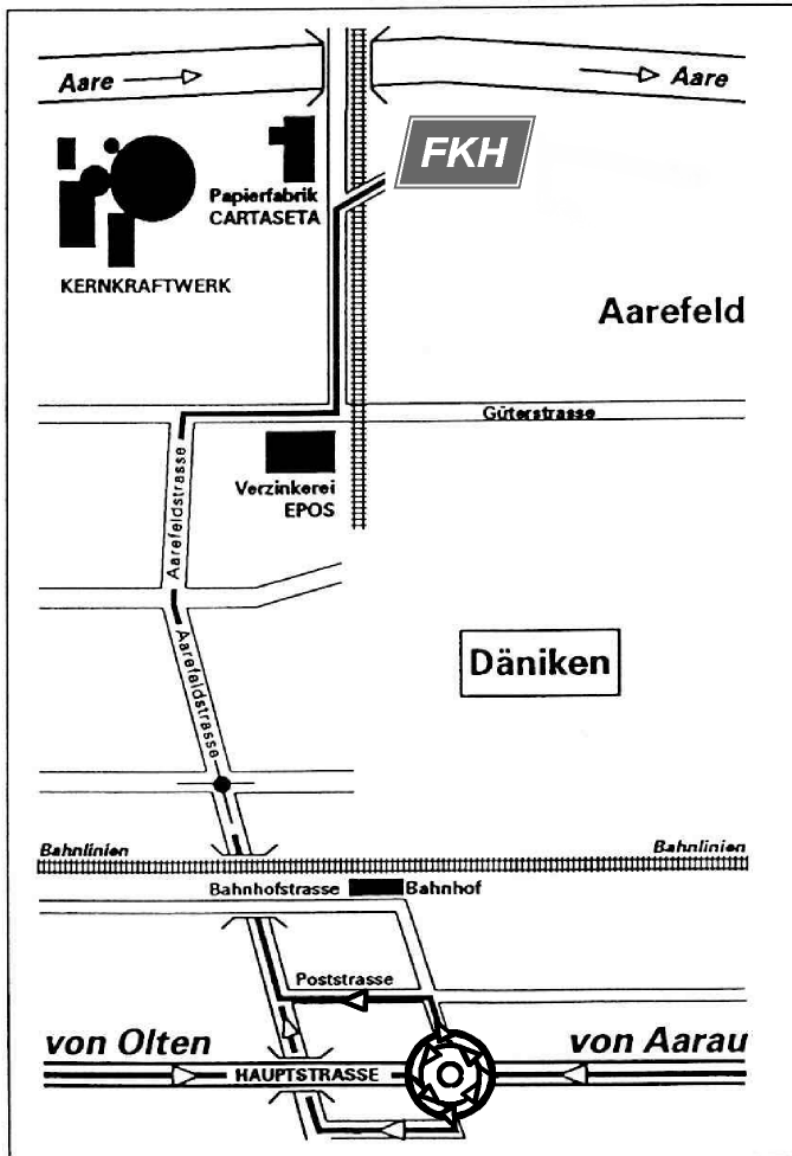 Aare
Aare
FKH
Papierfabrik
CARTASETA
KERNKRAFTWERK
Aarefeld
Güterstrasse
Verzinkerei
EPOS
Aarefeldstrasse
Aarefeldstrasse
Däniken
Bahnlinien
Bahnlinien
Bahnhofstrasse
Bahnhof
Poststrasse
von Olten
von Aarau
HAUPTSTRASSE